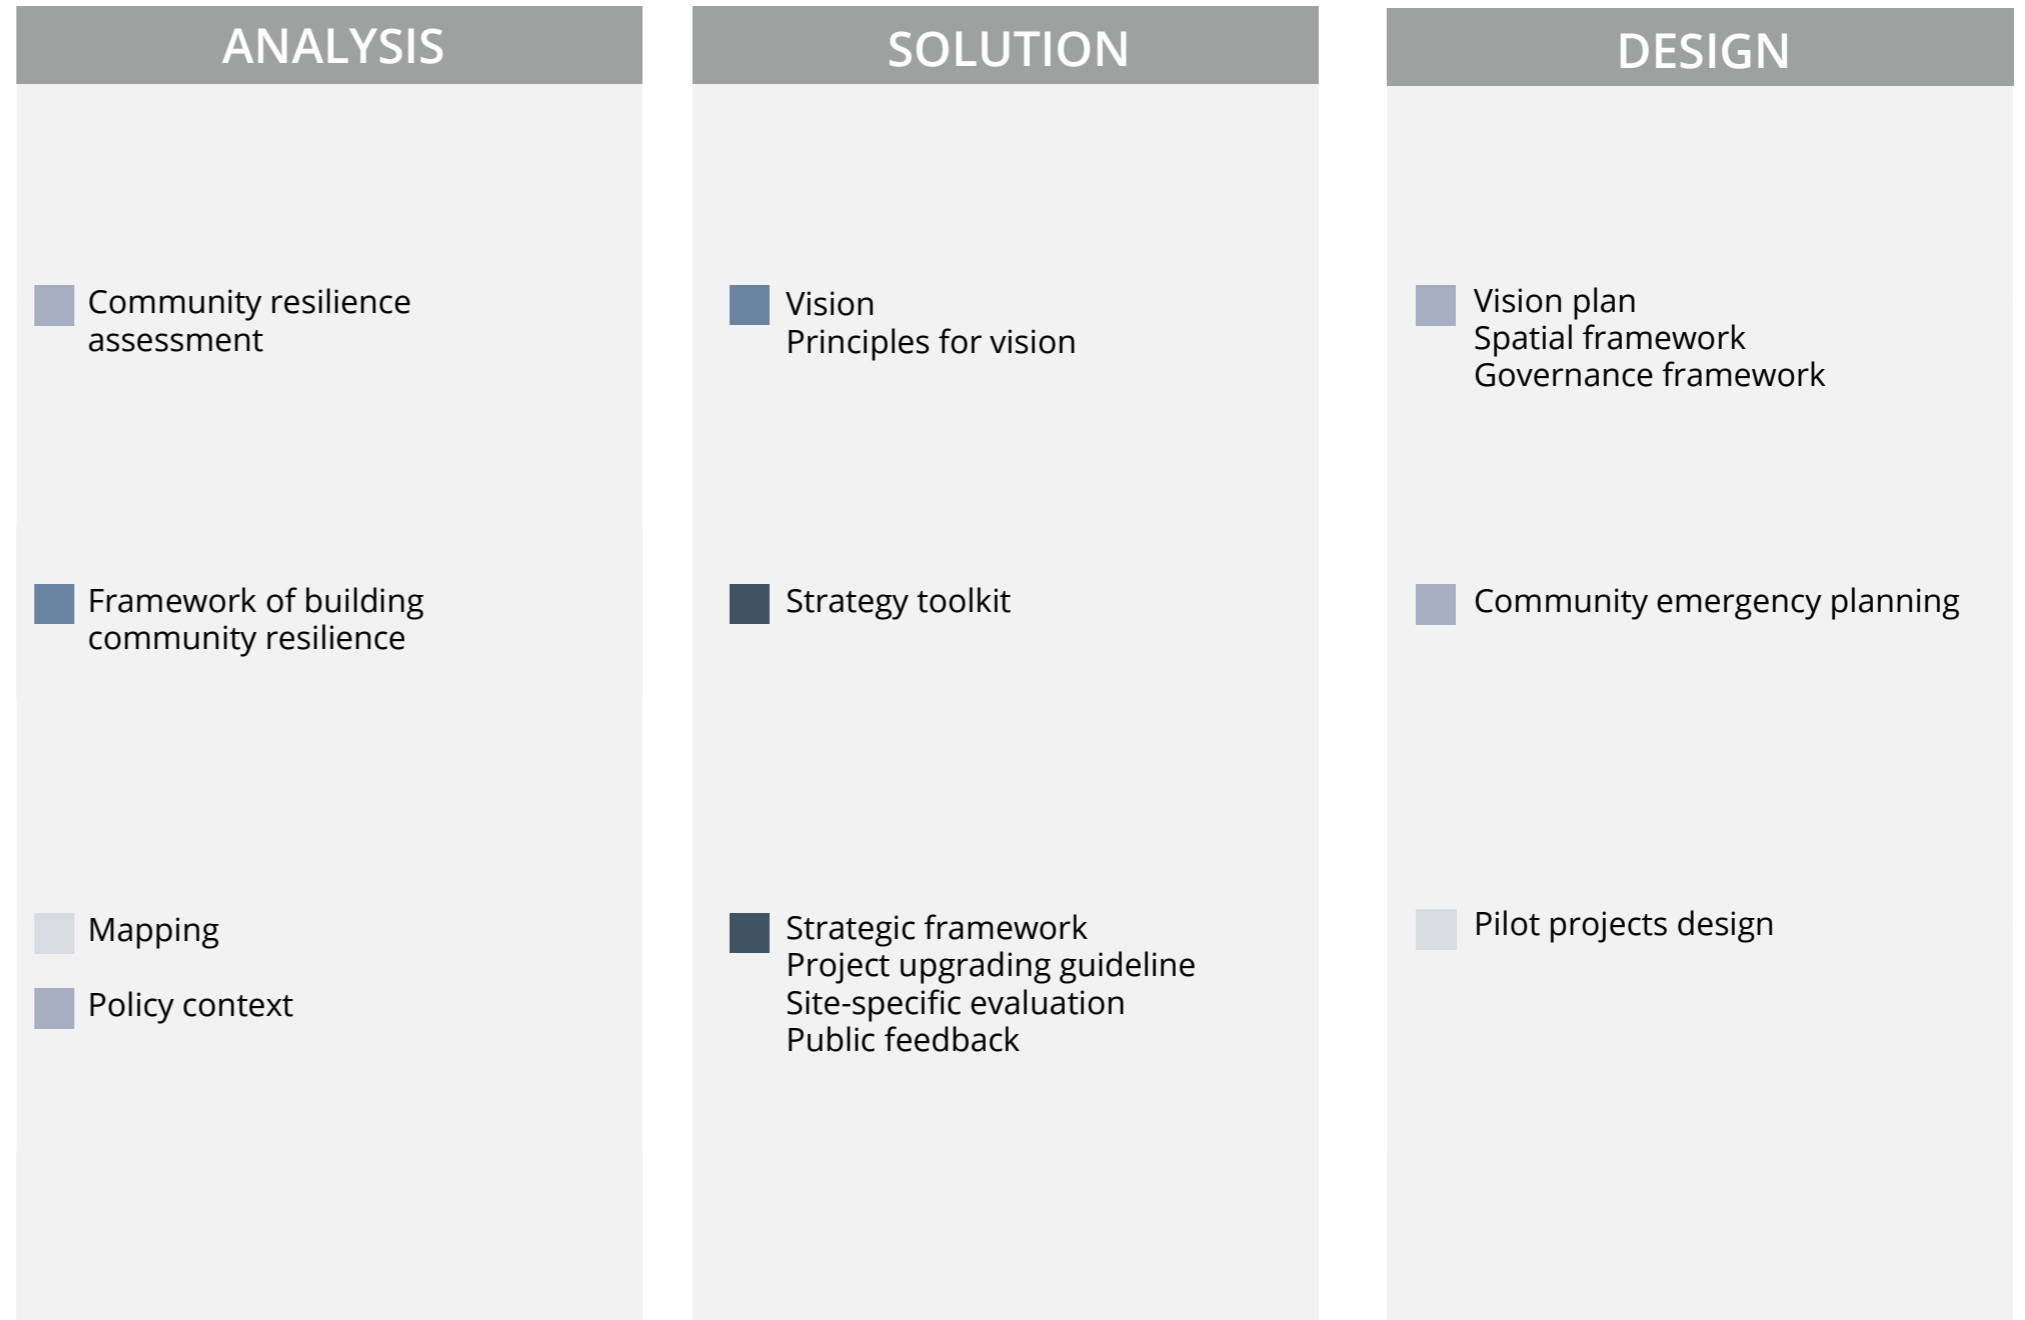 ANALYSIS
Community resilience
assessment
Framework of building
community resilience
Mapping
Policy context
SOLUTION
Vision
Principles for vision
Strategy toolkit
Strategic framework
Project upgrading guideline
Site-specific evaluation
Public feedback
DESIGN
Vision plan
Spatial framework
Governance framework
Community emergency planning
Pilot projects design